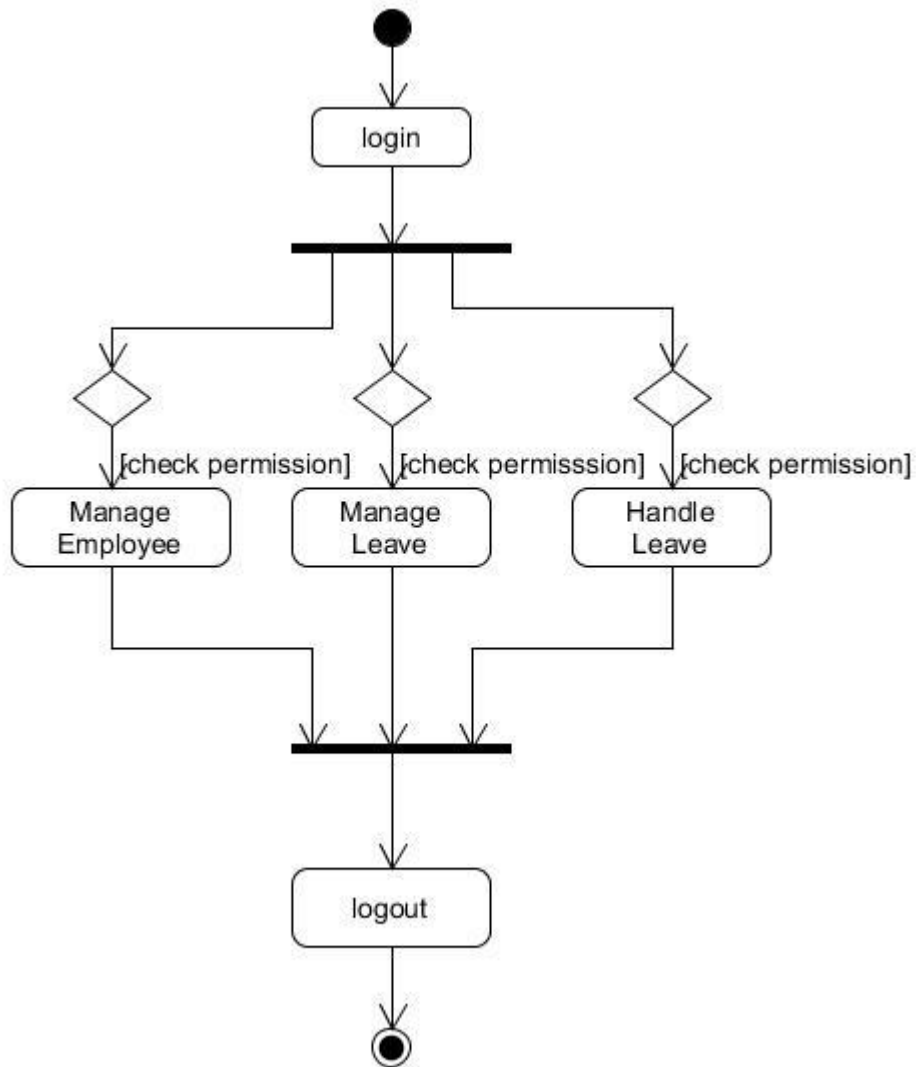 login
[check permission]
[check permisssion]
[check permission]
Manage
Employee
Manage
Leave
Handle
Leave
logout